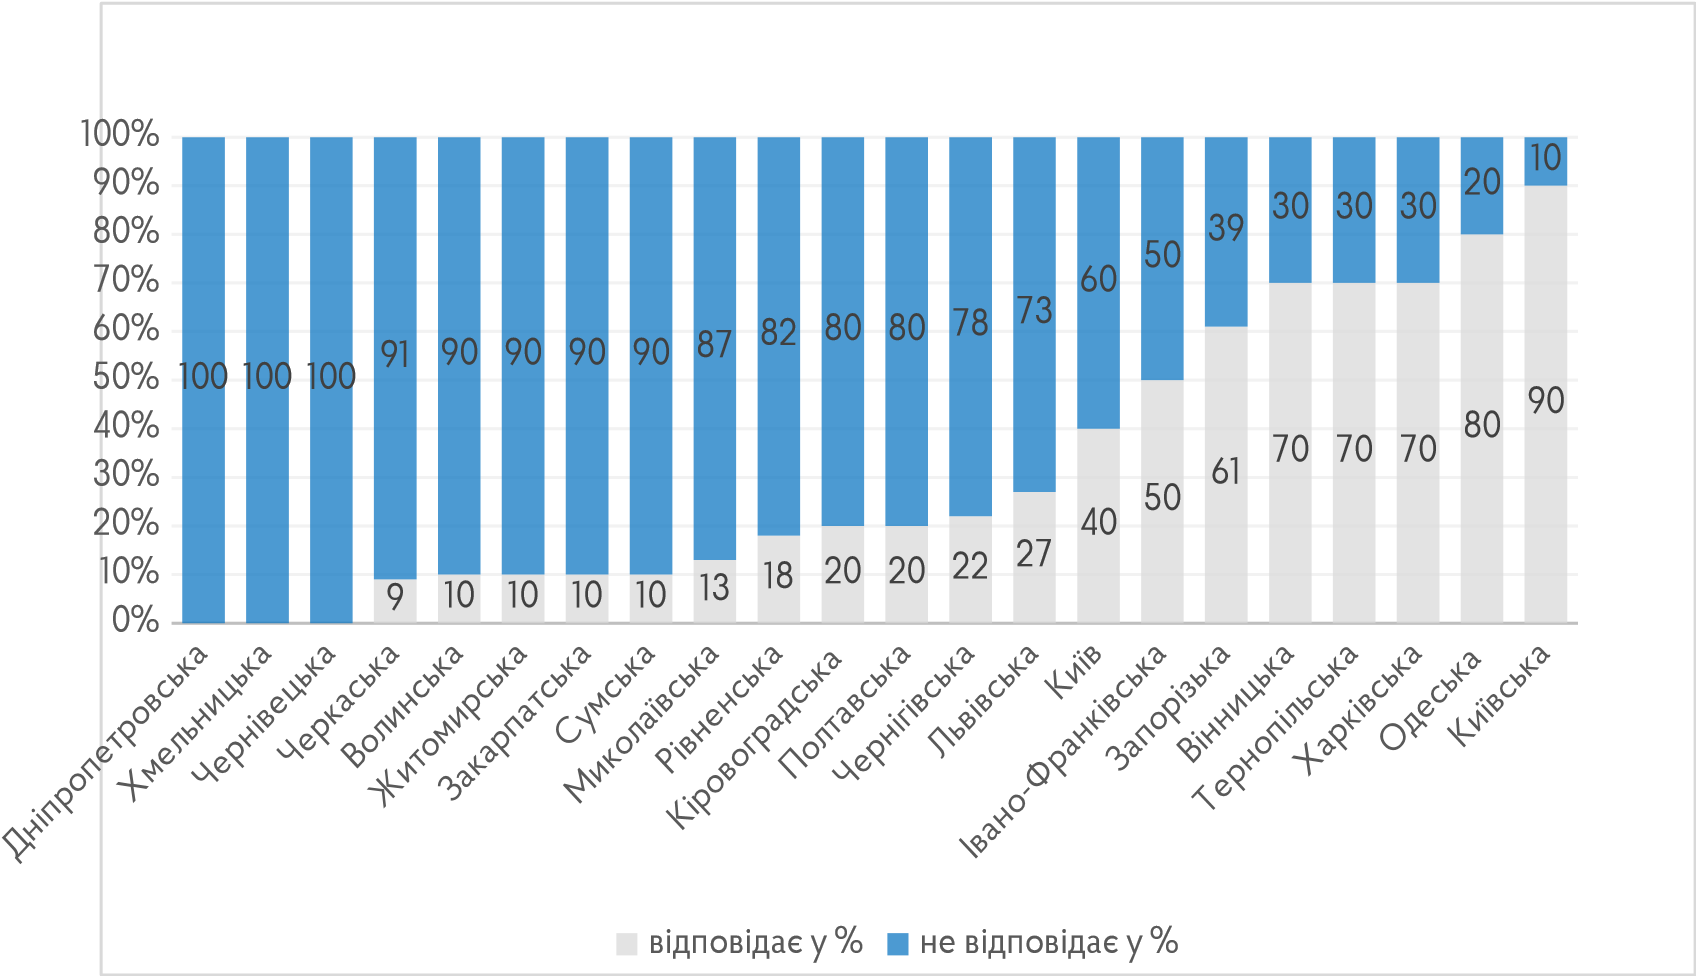 100%
90%
80%
70%
60%
50%
40%
30%
20%
10%
0%
100 100 100 91 90 90 90 90 87 82 80 80 78 73 60 50 39 30 30 30 20 10
9 10 10 10 10 13 18 20 20 22 27 40 50 61 70 70 70 80 90
Дніпропетровська
Хмельницька
Чернівецька
Черкаська
Волинська
Житомирська
Закарпатська
Сумська
Миколаївська
Рівненська
Кіровоградська
Полтавська
Чернігівська
Львівська
Київ
Івано-Франківська
Запорізька
Вінницька
Тернопільська
Харківська
Одеська
Київська
відповідає у % не відповідає у %